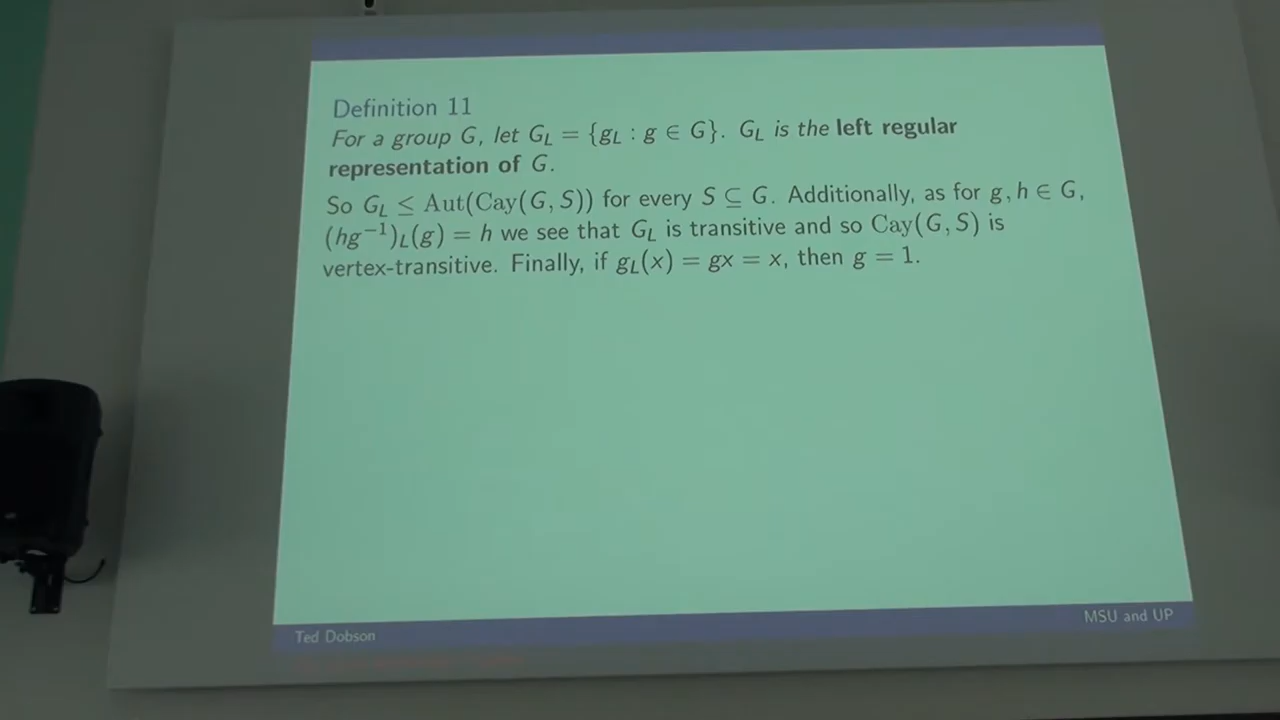 Definition 11
For a group G, let G_L = {g_L : g ∈ G}. G_L is the left regular
representation of G.
So G_L ≤ Aut(Cay(G, S)) for every S ⊆ G. Additionally, as for g, h ∈ G,
(hg⁻¹)_L(g) = h we see that G_L is transitive and so Cay(G, S) is
vertex-transitive. Finally, if g_L(x) = gx = x, then g = 1.
Ted Dobson
MSU and UP